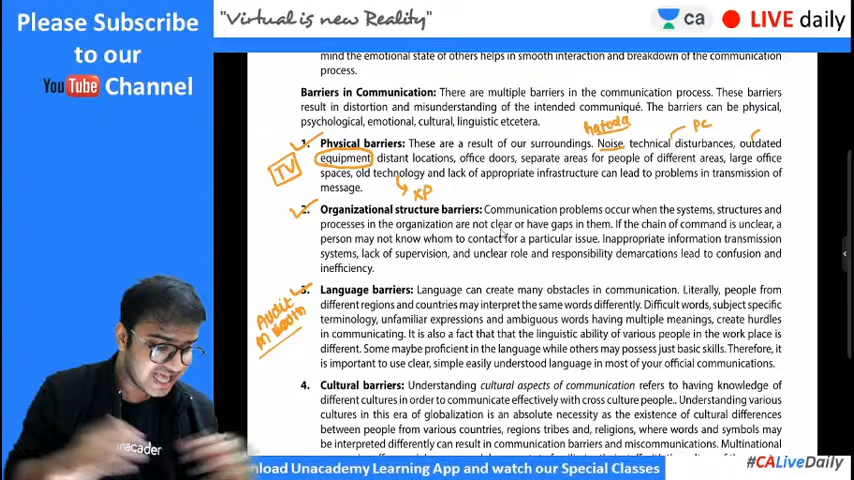 Please Subscribe
to our
YouTube Channel
"Virtual is new Reality"
ca
LIVE daily
mind the emotional state of others helps in smooth interaction and breakdown of the communication
process.
Barriers in Communication: There are multiple barriers in the communication process. These barriers
result in distortion and misunderstanding of the intended communiqué. The barriers can be physical,
psychological, emotional, cultural, linguistic etcetera.
hatoda
PC
1. Physical barriers: These are a result of our surroundings. Noise, technical disturbances, outdated
equipment, distant locations, office doors, separate areas for people of different areas, large office
TV
spaces, old technology and lack of appropriate infrastructure can lead to problems in transmission of
message.
XP
2. Organizational structure barriers: Communication problems occur when the systems, structures and
processes in the organization are not clear or have gaps in them. If the chain of command is unclear, a
person may not know whom to contact for a particular issue. Inappropriate information transmission
systems, lack of supervision, and unclear role and responsibility demarcations lead to confusion and
inefficiency.
3. Language barriers: Language can create many obstacles in communication. Literally, people from
different regions and countries may interpret the same words differently. Difficult words, subject specific
Audit
in South
terminology, unfamiliar expressions and ambiguous words having multiple meanings, create hurdles
in communicating. It is also a fact that that the linguistic ability of various people in the work place is
different. Some maybe proficient in the language while others may possess just basic skills. Therefore, it
is important to use clear, simple easily understood language in most of your official communications.
4. Cultural barriers: Understanding cultural aspects of communication refers to having knowledge of
different cultures in order to communicate effectively with cross culture people.. Understanding various
cultures in this era of globalization is an absolute necessity as the existence of cultural differences
between people from various countries, regions tribes and, religions, where words and symbols may
be interpreted differently can result in communication barriers and miscommunications. Multinational
unacader
nload Unacademy Learning App and watch our Special Classes
#CALiveDaily